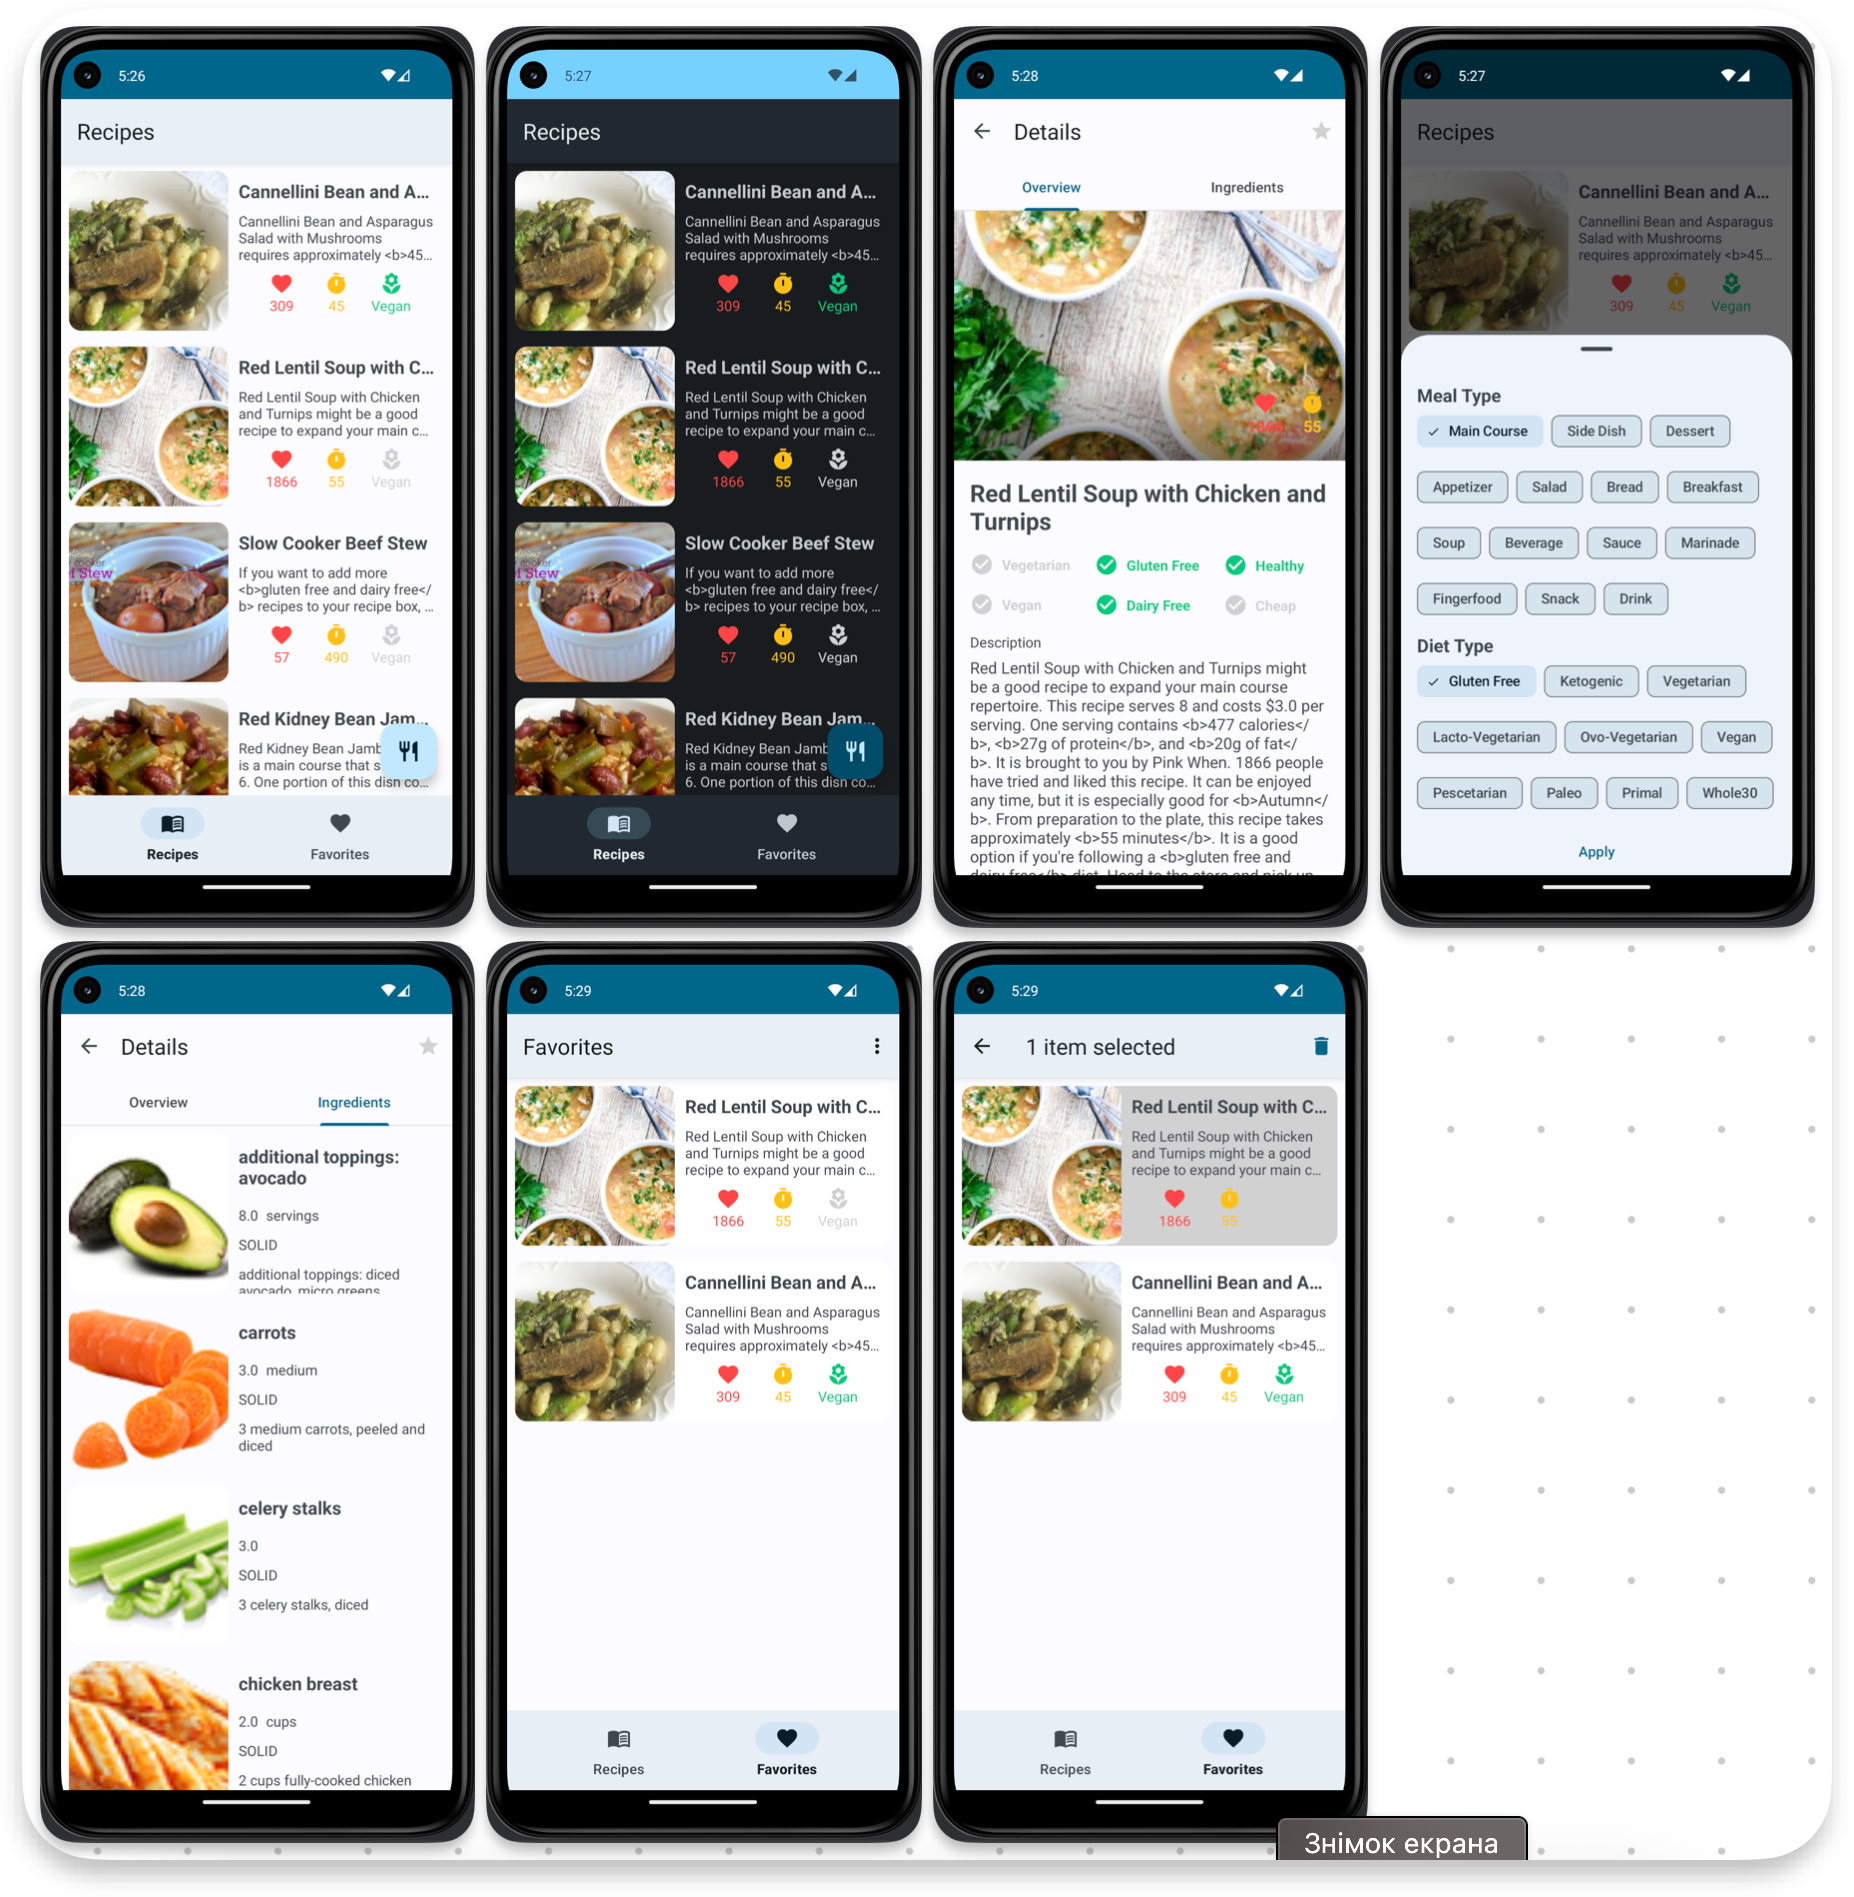 5:26
Recipes
Cannellini Bean and A...
Cannellini Bean and Asparagus
Salad with Mushrooms
requires approximately <b>45...
309 45 Vegan
Red Lentil Soup with C...
Red Lentil Soup with Chicken
and Turnips might be a good
recipe to expand your main c...
1866 55 Vegan
Slow Cooker Beef Stew
If you want to add more
<b>gluten free and dairy free</
b> recipes to your recipe box, ...
57 490 Vegan
Red Kidney Bean Jam...
Red Kidney Bean Jamb
is a main course that s
6. One portion of this dish co...
Recipes Favorites
5:27
Recipes
Cannellini Bean and A...
Cannellini Bean and Asparagus
Salad with Mushrooms
requires approximately <b>45...
309 45 Vegan
Red Lentil Soup with C...
Red Lentil Soup with Chicken
and Turnips might be a good
recipe to expand your main c...
1866 55 Vegan
Slow Cooker Beef Stew
If you want to add more
<b>gluten free and dairy free</
b> recipes to your recipe box, ...
57 490 Vegan
Red Kidney Bean Jam...
Red Kidney Bean Jamb
is a main course that s
6. One portion of this dish co...
Recipes Favorites
5:28
Details
Overview Ingredients
1866 55
Red Lentil Soup with Chicken and
Turnips
Vegetarian Gluten Free Healthy
Vegan Dairy Free Cheap
Description
Red Lentil Soup with Chicken and Turnips might
be a good recipe to expand your main course
repertoire. This recipe serves 8 and costs $3.0 per
serving. One serving contains <b>477 calories</
b>, <b>27g of protein</b>, and <b>20g of fat</
b>. It is brought to you by Pink When. 1866 people
have tried and liked this recipe. It can be enjoyed
any time, but it is especially good for <b>Autumn</
b>. From preparation to the plate, this recipe takes
approximately <b>55 minutes</b>. It is a good
option if you're following a <b>gluten free and
dairy free</b> diet. Head to the store and pick up
5:27
Recipes
Cannellini Bean and A...
Cannellini Bean and Asparagus
Salad with Mushrooms
requires approximately <b>45...
309 45 Vegan
Meal Type
Main Course Side Dish Dessert
Appetizer Salad Bread Breakfast
Soup Beverage Sauce Marinade
Fingerfood Snack Drink
Diet Type
Gluten Free Ketogenic Vegetarian
Lacto-Vegetarian Ovo-Vegetarian Vegan
Pescetarian Paleo Primal Whole30
Apply
5:28
Details
Overview Ingredients
additional toppings:
avocado
8.0 servings
SOLID
additional toppings: diced
avocado, micro greens
carrots
3.0 medium
SOLID
3 medium carrots, peeled and
diced
celery stalks
3.0
SOLID
3 celery stalks, diced
chicken breast
2.0 cups
SOLID
2 cups fully-cooked chicken
5:29
Favorites
Red Lentil Soup with C...
Red Lentil Soup with Chicken
and Turnips might be a good
recipe to expand your main c...
1866 55 Vegan
Cannellini Bean and A...
Cannellini Bean and Asparagus
Salad with Mushrooms
requires approximately <b>45...
309 45 Vegan
Recipes Favorites
5:29
1 item selected
Red Lentil Soup with C...
Red Lentil Soup with Chicken
and Turnips might be a good
recipe to expand your main c...
1866 55
Cannellini Bean and A...
Cannellini Bean and Asparagus
Salad with Mushrooms
requires approximately <b>45...
309 45 Vegan
Recipes Favorites
Знімок екрана